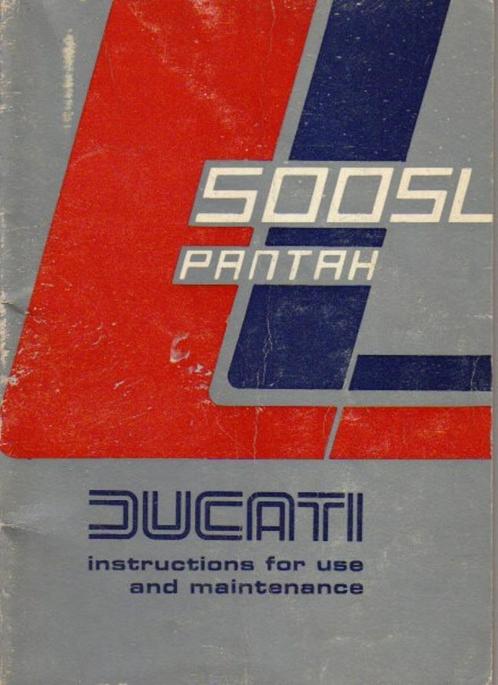 500SL
PANTAH
DUCATI
instructions for use
and maintenance